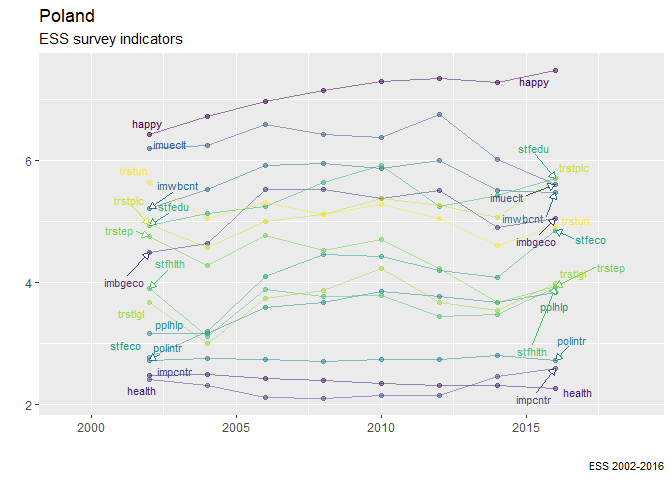 Poland
ESS survey indicators
happy
happy
imueclt
stfedu
trstun
trstplc
imwbcnt
imueclt
trstplc
stfedu
imwbcnt
trstun
trstep
imbgeco
stfeco
stfhlth
trstlgl
trstep
imbgeco
trstlgl
pplhlp
pplhlp
stfeco
polintr
polintr
stfhlth
impcntr
health
health
impcntr
6
4
2
2000
2005
2010
2015
ESS 2002-2016